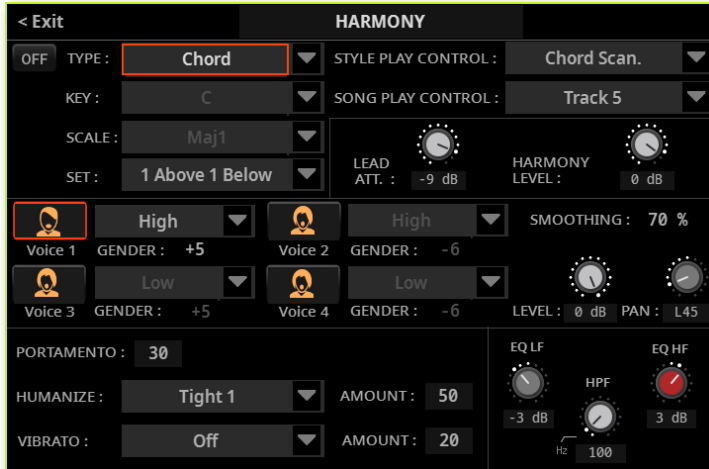 < Exit HARMONY
OFF TYPE : Chord STYLE PLAY CONTROL : Chord Scan.
KEY : C SONG PLAY CONTROL : Track 5
SCALE : Maj1
SET : 1 Above 1 Below
LEAD ATT. : -9 dB HARMONY LEVEL : 0 dB
High High SMOOTHING : 70 %
Voice 1 GENDER : +5 Voice 2 GENDER : -6
Low Low
Voice 3 GENDER : +5 Voice 4 GENDER : -6 LEVEL : 0 dB PAN : L45
PORTAMENTO : 30
HUMANIZE : Tight 1 AMOUNT : 50
VIBRATO : Off AMOUNT : 20
EQ LF EQ HF
HPF
-3 dB 3 dB
Hz 100